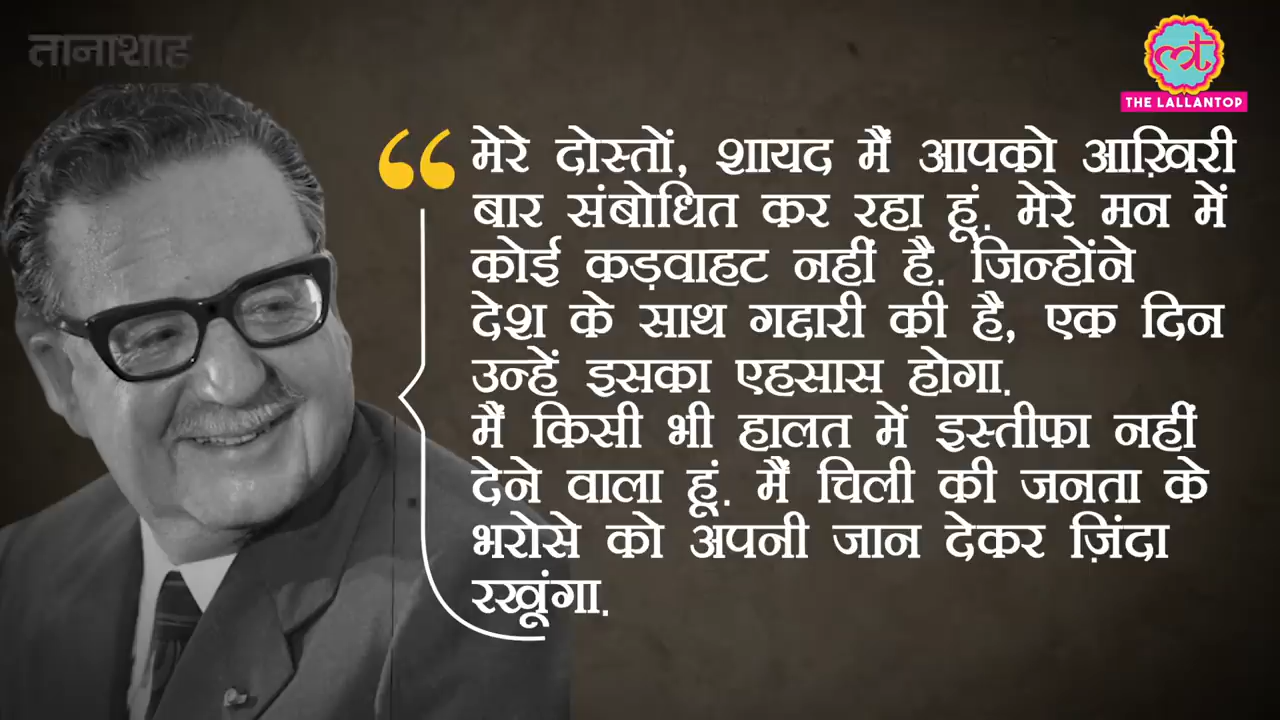 तानाशाह
mt
THE LALLANTOP
“ मेरे दोस्तों, शायद मैं आपको आख़िरी
बार संबोधित कर रहा हूं. मेरे मन में
कोई कड़वाहट नहीं है. जिन्होंने
देश के साथ गद्दारी की है, एक दिन
उन्हें इसका एहसास होगा.
मैं किसी भी हालत में इस्तीफा नहीं
देने वाला हूं. मैं चिली की जनता के
भरोसे को अपनी जान देकर ज़िंदा
रखूंगा.